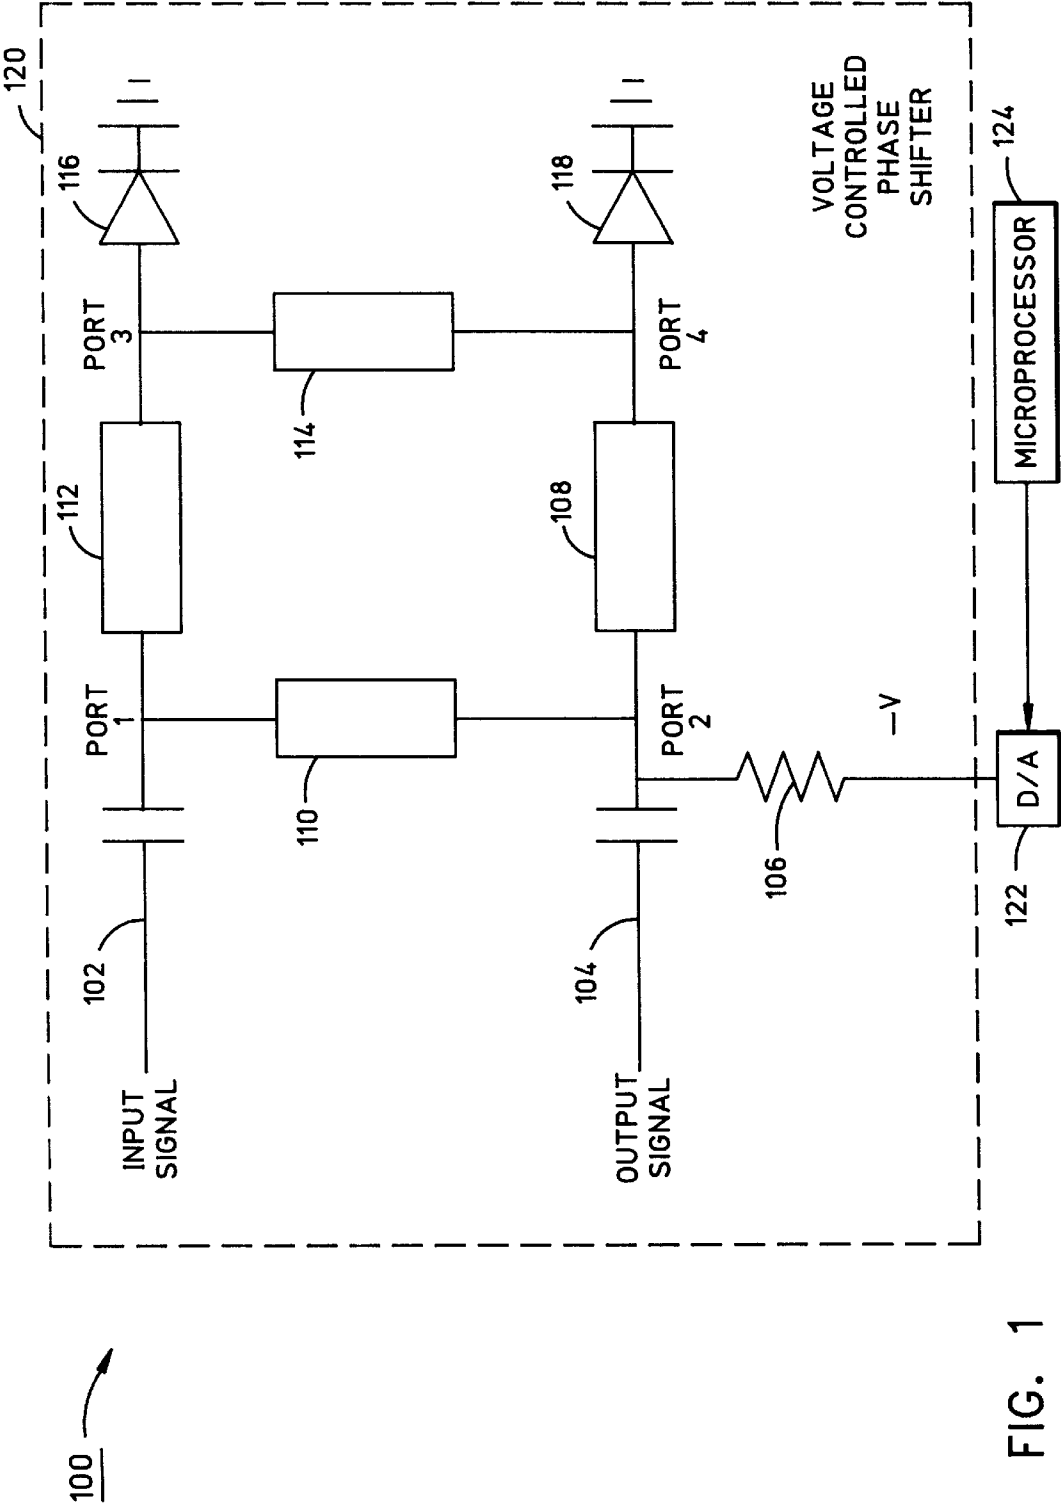 100
120
116
118
PORT
3
PORT
4
112
114
108
PORT
1
PORT
2
110
102
104
106
INPUT
SIGNAL
OUTPUT
SIGNAL
–V
VOLTAGE
CONTROLLED
PHASE
SHIFTER
D/A
122
MICROPROCESSOR
124
FIG. 1